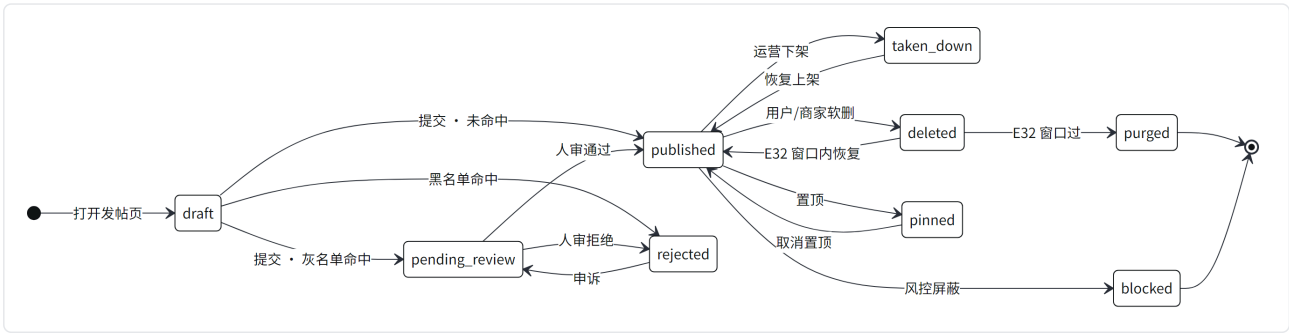 打开发帖页
draft
提交 · 未命中
黑名单命中
提交 · 灰名单命中
pending_review
人审通过
人审拒绝
申诉
rejected
published
运营下架
恢复上架
taken_down
用户/商家软删
E32 窗口内恢复
deleted
E32 窗口过
purged
置顶
取消置顶
pinned
风控屏蔽
blocked